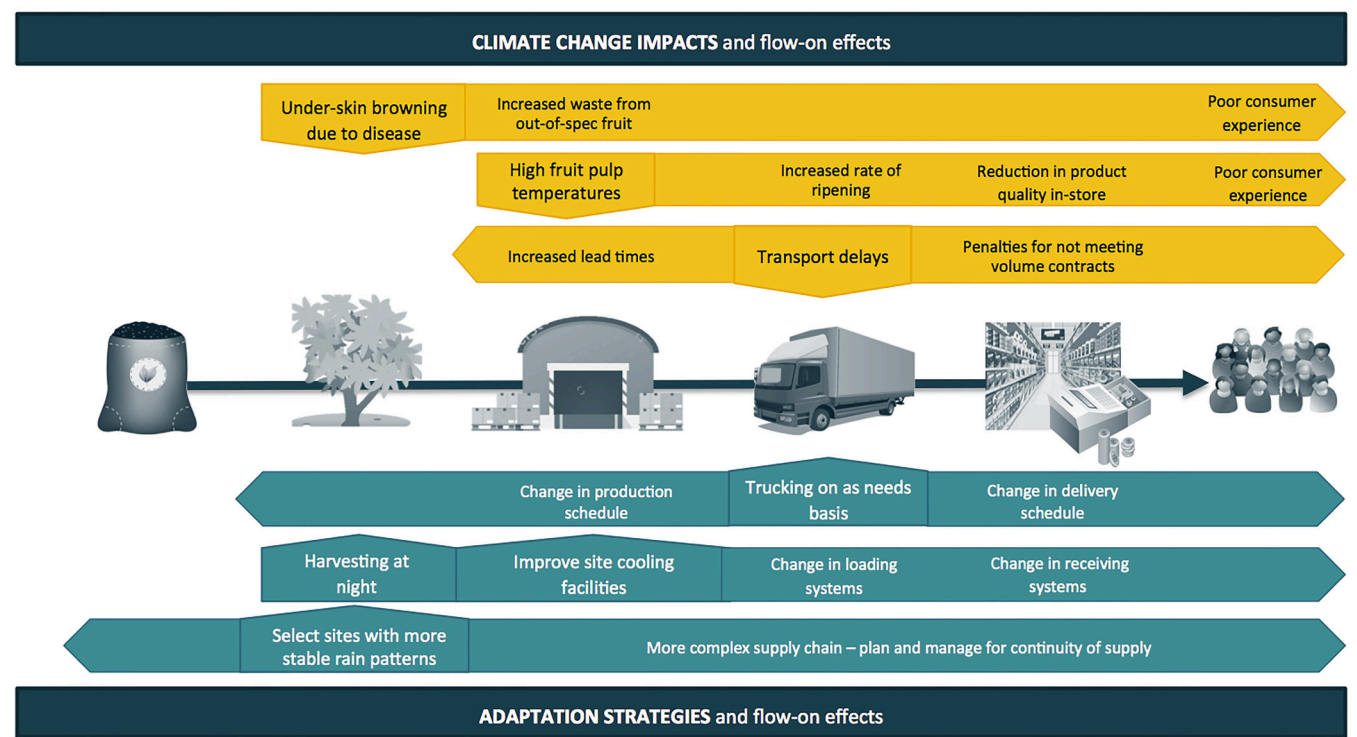 CLIMATE CHANGE IMPACTS and flow-on effects
Under-skin browning
due to disease
Increased waste from
out-of-spec fruit
Poor consumer
experience
High fruit pulp
temperatures
Increased rate of
ripening
Reduction in product
quality in-store
Poor consumer
experience
Increased lead times
Transport delays
Penalties for not meeting
volume contracts
Change in production
schedule
Trucking on as needs
basis
Change in delivery
schedule
Harvesting at
night
Improve site cooling
facilities
Change in loading
systems
Change in receiving
systems
Select sites with more
stable rain patterns
More complex supply chain – plan and manage for continuity of supply
ADAPTATION STRATEGIES and flow-on effects